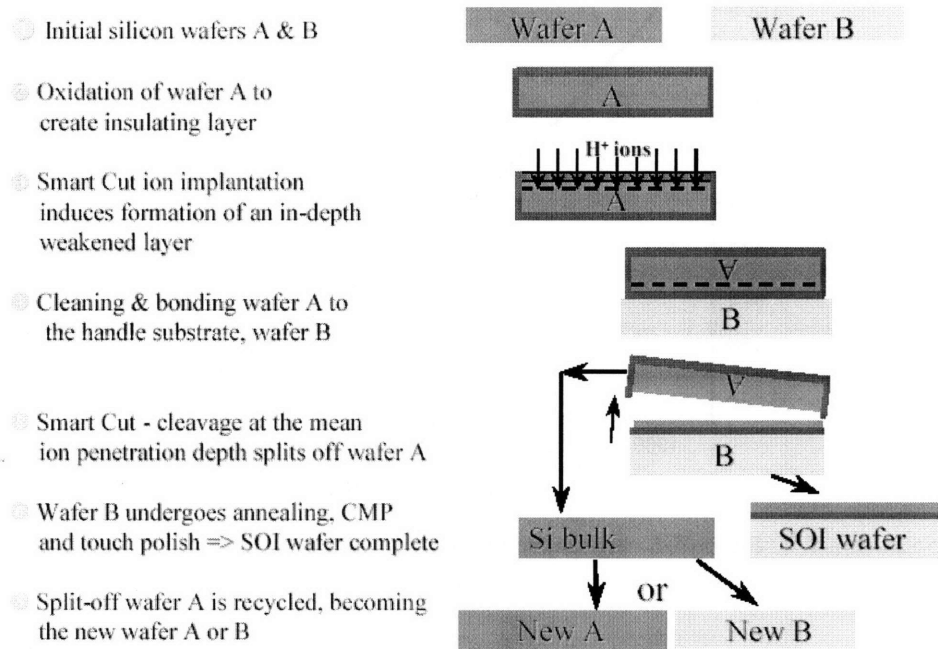 Initial silicon wafers A & B
Wafer A
Wafer B
Oxidation of wafer A to
create insulating layer
A
H+ ions
Smart Cut ion implantation
induces formation of an in-depth
weakened layer
A
Cleaning & bonding wafer A to
the handle substrate, wafer B
A
B
Smart Cut - cleavage at the mean
ion penetration depth splits off wafer A
A
B
Wafer B undergoes annealing, CMP
and touch polish => SOI wafer complete
Si bulk
SOI wafer
or
Split-off wafer A is recycled, becoming
the new wafer A or B
New A
New B